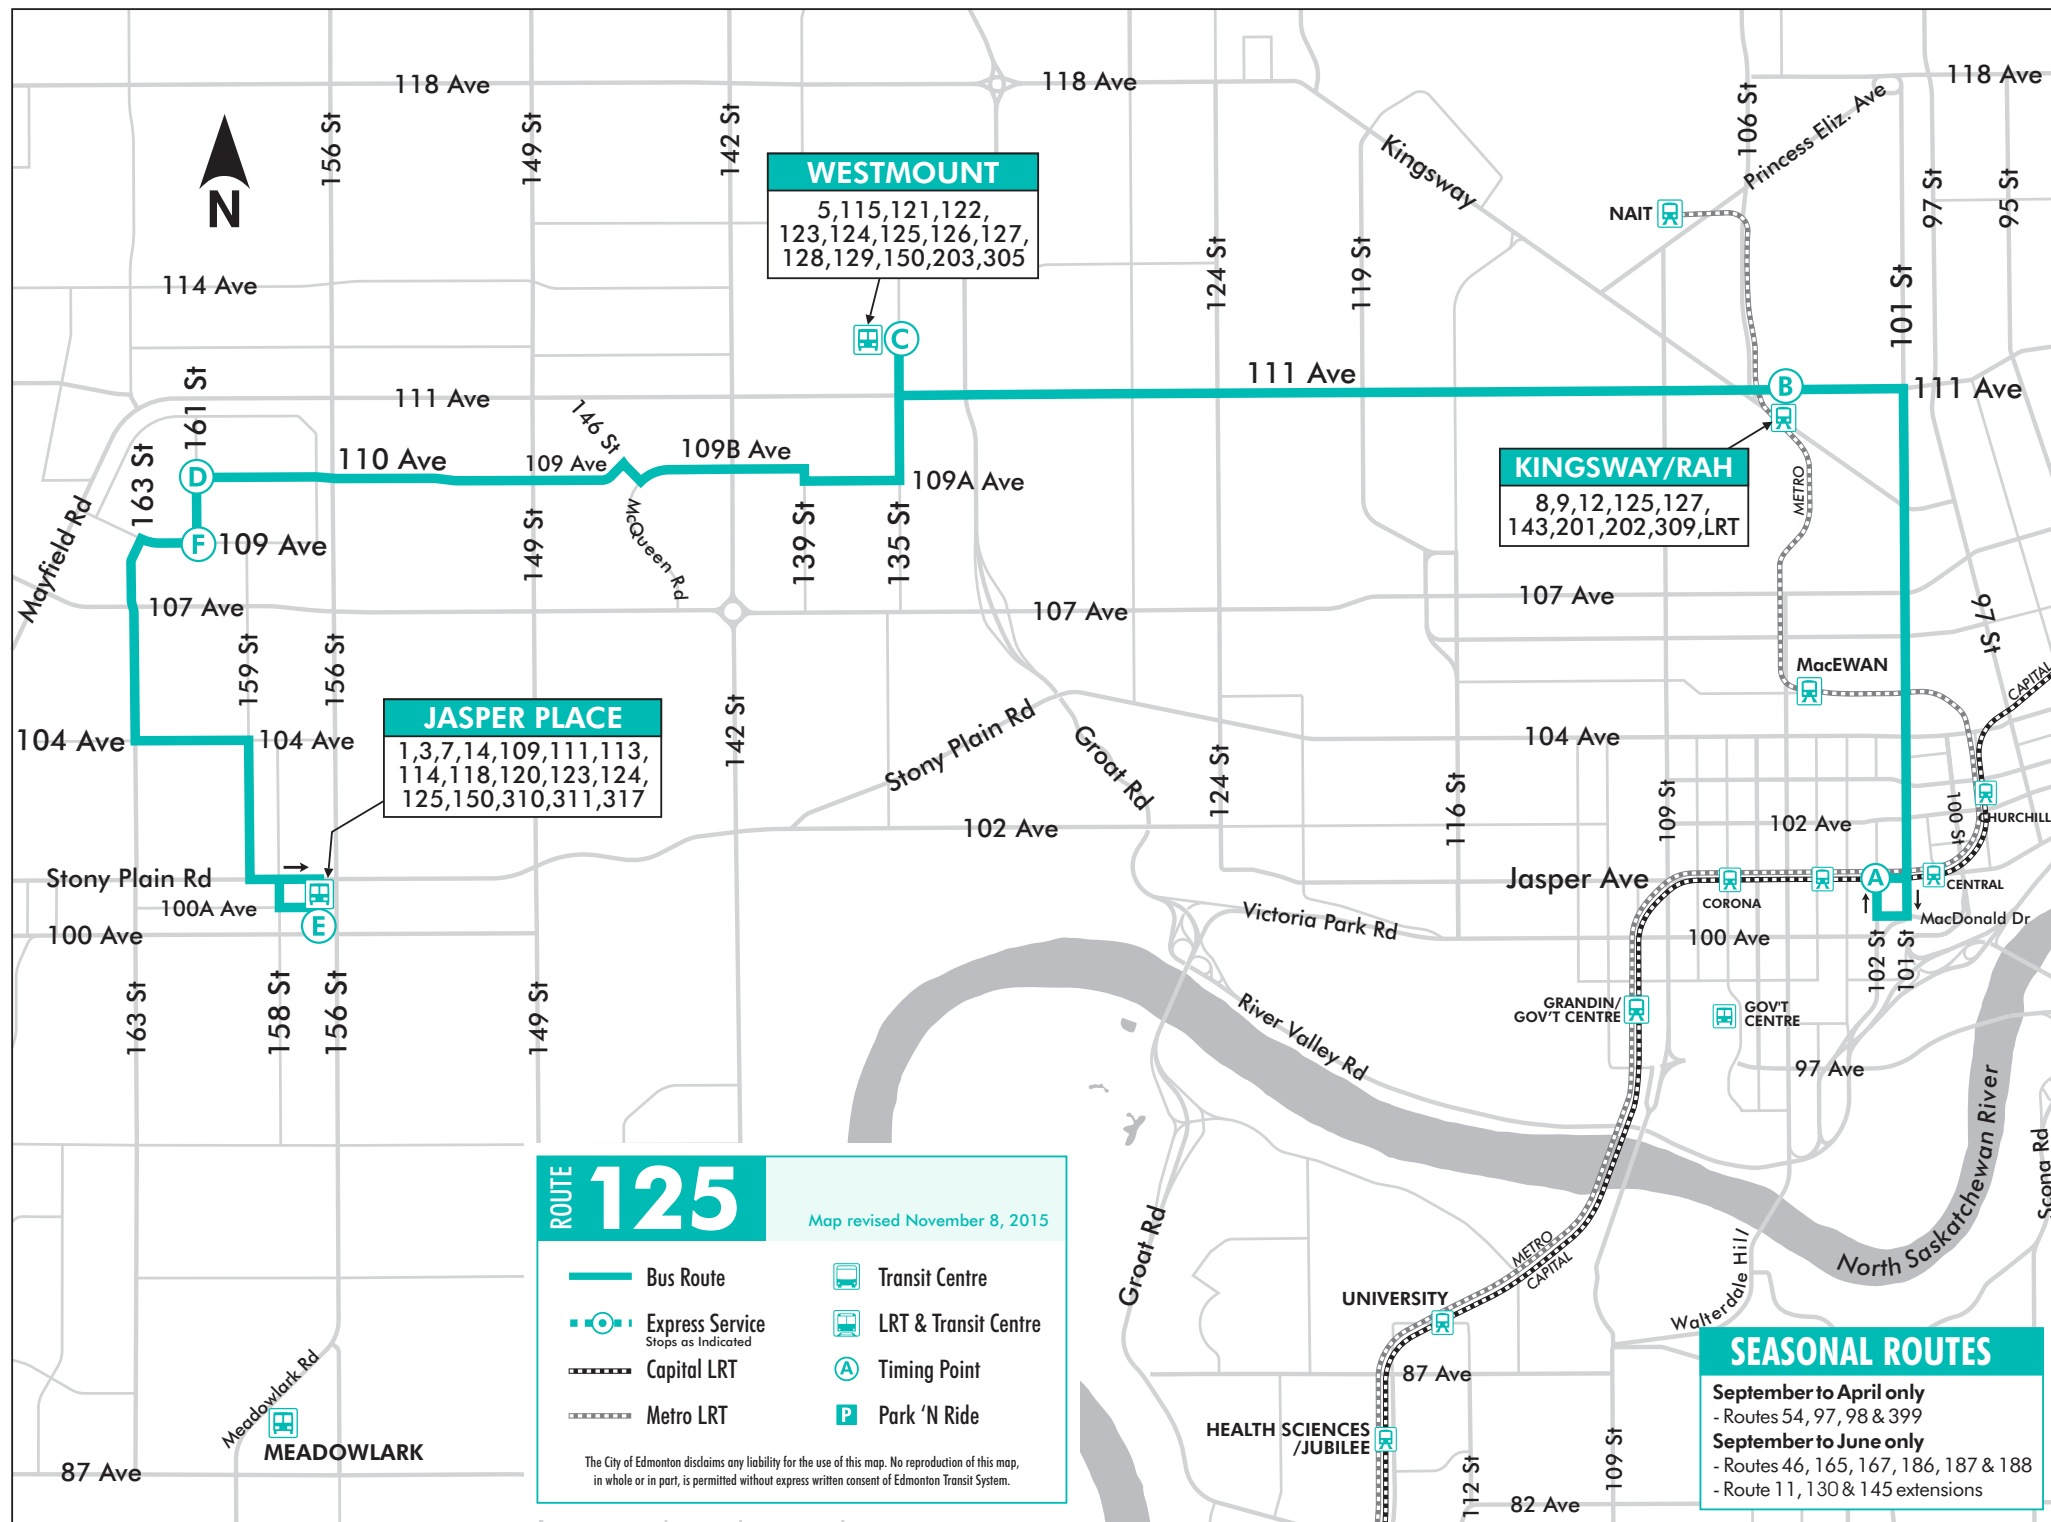 118 Ave
118 Ave
118 Ave
156 St
149 St
142 St
106 St
Princess Eliz. Ave
Kingsway
97 St
95 St
N
WESTMOUNT
5,115,121,122,
123,124,125,126,127,
128,129,150,203,305
NAIT
124 St
119 St
101 St
114 Ave
C
161 St
111 Ave
111 Ave
B
111 Ave
146 St
163 St
D
110 Ave
109 Ave
109B Ave
109A Ave
KINGSWAY/RAH
8,9,12,125,127,
143,201,202,309,LRT
METRO
Mayfield Rd
F
109 Ave
149 St
McQueen Rd
139 St
135 St
107 Ave
107 Ave
107 Ave
97 St
159 St
156 St
MacEWAN
CAPITAL
142 St
JASPER PLACE
1,3,7,14,109,111,113,
114,118,120,123,124,
125,150,310,311,317
104 Ave
104 Ave
Stony Plain Rd
Groat Rd
124 St
104 Ave
116 St
109 St
102 Ave
102 Ave
100 St
CHURCHILL
Stony Plain Rd
100A Ave
100 Ave
E
Jasper Ave
CORONA
A
CENTRAL
MacDonald Dr
Victoria Park Rd
100 Ave
102 St
101 St
163 St
158 St
156 St
149 St
River Valley Rd
GRANDIN/
GOV'T CENTRE
GOV'T
CENTRE
97 Ave
North Saskatchewan River
Scona Rd
ROUTE
125
Map revised November 8, 2015
Bus Route
Transit Centre
Express Service
Stops as Indicated
LRT & Transit Centre
Capital LRT
A
Timing Point
Metro LRT
P
Park 'N Ride
The City of Edmonton disclaims any liability for the use of this map. No reproduction of this map,
in whole or in part, is permitted without express written consent of Edmonton Transit System.
Groat Rd
METRO
CAPITAL
UNIVERSITY
Walterdale Hill
87 Ave
HEALTH SCIENCES
/JUBILEE
112 St
109 St
82 Ave
Meadowlark Rd
MEADOWLARK
87 Ave
SEASONAL ROUTES
September to April only
- Routes 54, 97, 98 & 399
September to June only
- Routes 46, 165, 167, 186, 187 & 188
- Route 11, 130 & 145 extensions